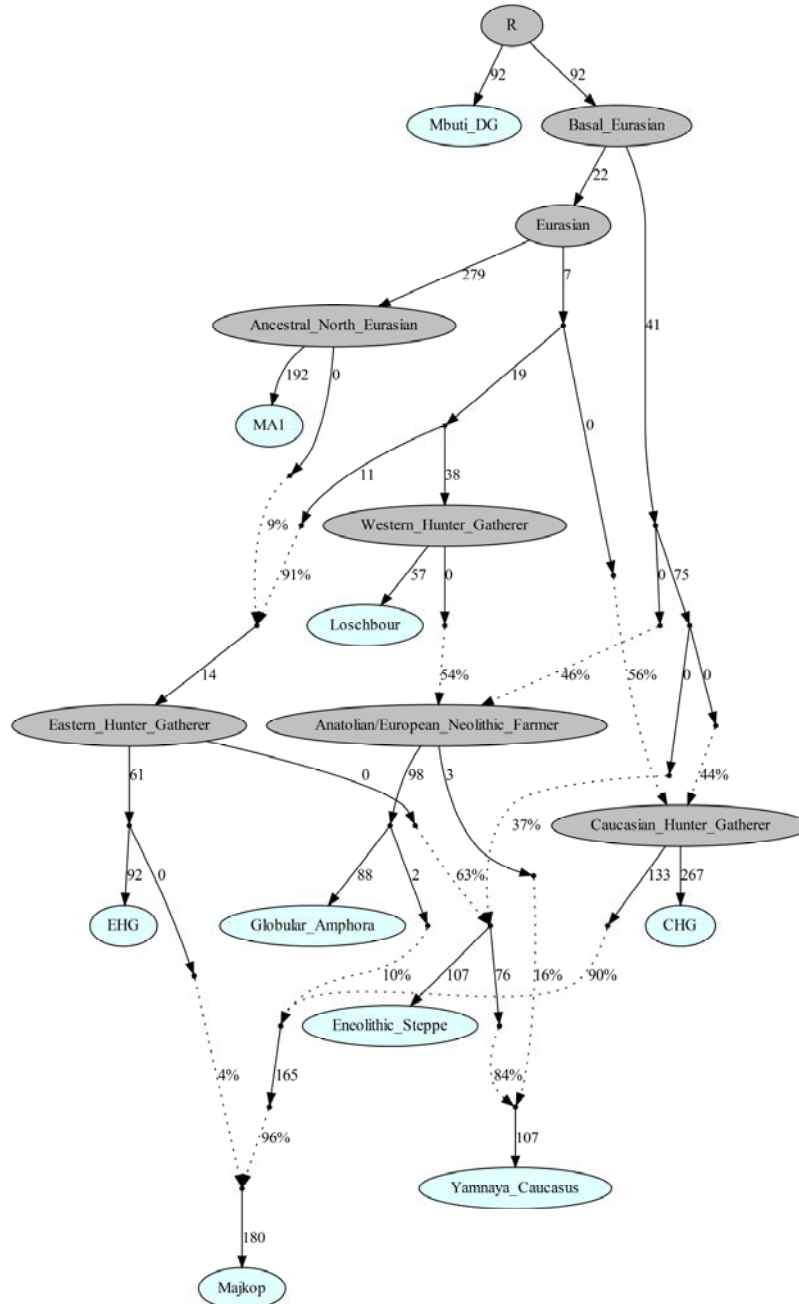 R
92
92
Mbuti_DG
Basal_Eurasian
22
Eurasian
279
7
Ancestral_North_Eurasian
41
192
0
19
MA1
0
11
38
9%
Western_Hunter_Gatherer
91%
57
0
0
75
Loschbour
14
54%
46%
56%
0
0
Eastern_Hunter_Gatherer
Anatolian/European_Neolithic_Farmer
61
0
98
3
44%
37%
Caucasian_Hunter_Gatherer
92
0
88
2
63%
133
267
EHG
Globular_Amphora
CHG
10%
107
76
16%
90%
Eneolithic_Steppe
4%
165
84%
96%
107
Yamnaya_Caucasus
180
Majkop